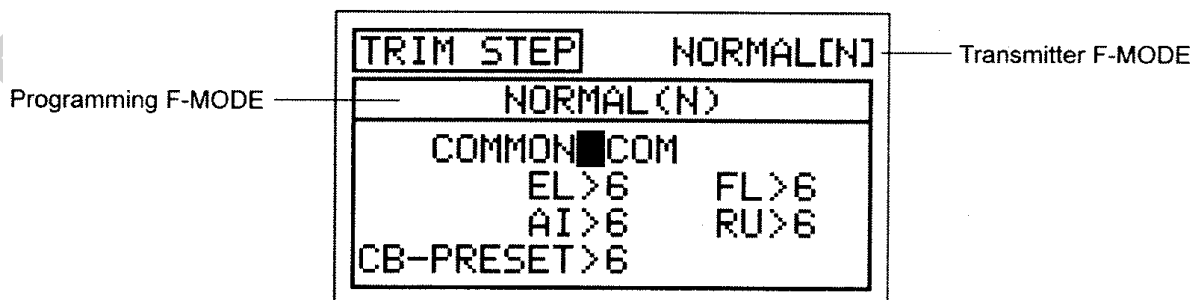 TRIM STEP NORMAL[N] Transmitter F-MODE
Programming F-MODE NORMAL(N)
COMMON COM
EL>6 FL>6
AI>6 RU>6
CB-PRESET>6